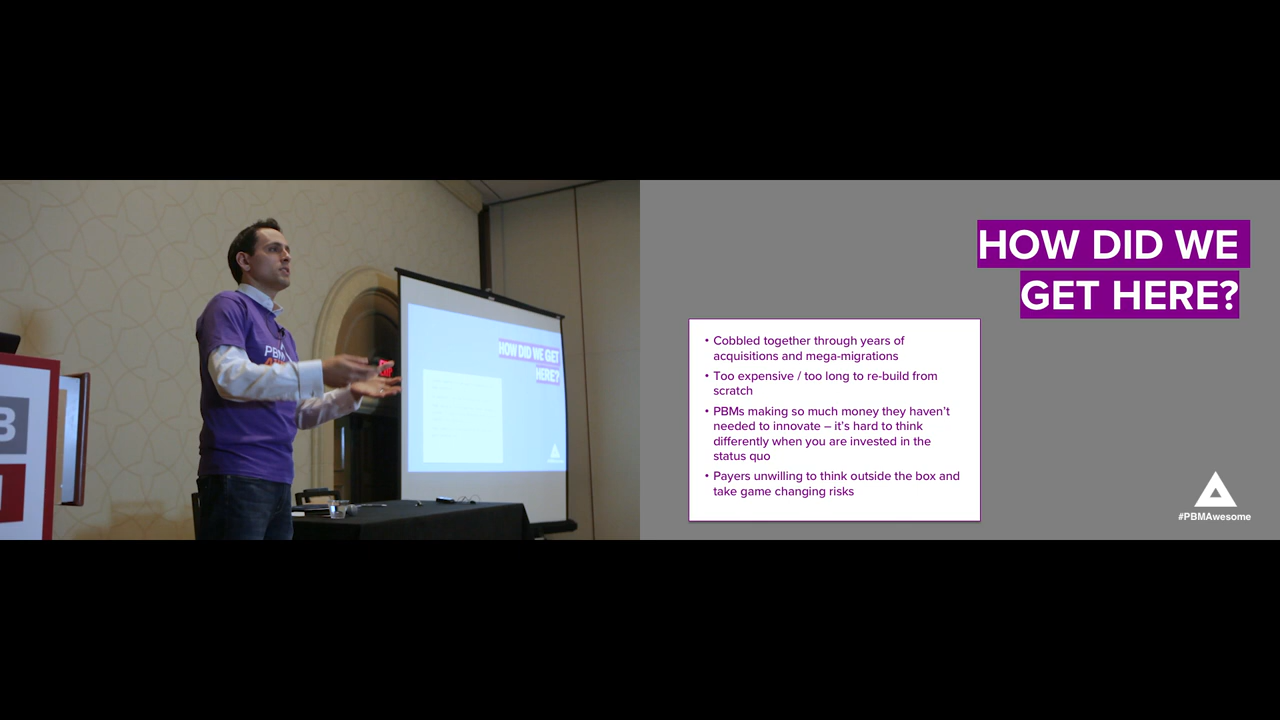 HOW DID WE
GET HERE?
• Cobbled together through years of
acquisitions and mega-migrations
• Too expensive / too long to re-build from
scratch
• PBMs making so much money they haven't
needed to innovate – it's hard to think
differently when you are invested in the
status quo
• Payers unwilling to think outside the box and
take game changing risks
#PBMAwesome
PBM
HOW DID WE GET
HERE?